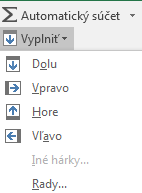 Automatický súčet
Vyplniť
Dolu
Vpravo
Hore
Vľavo
Iné hárky...
Rady...